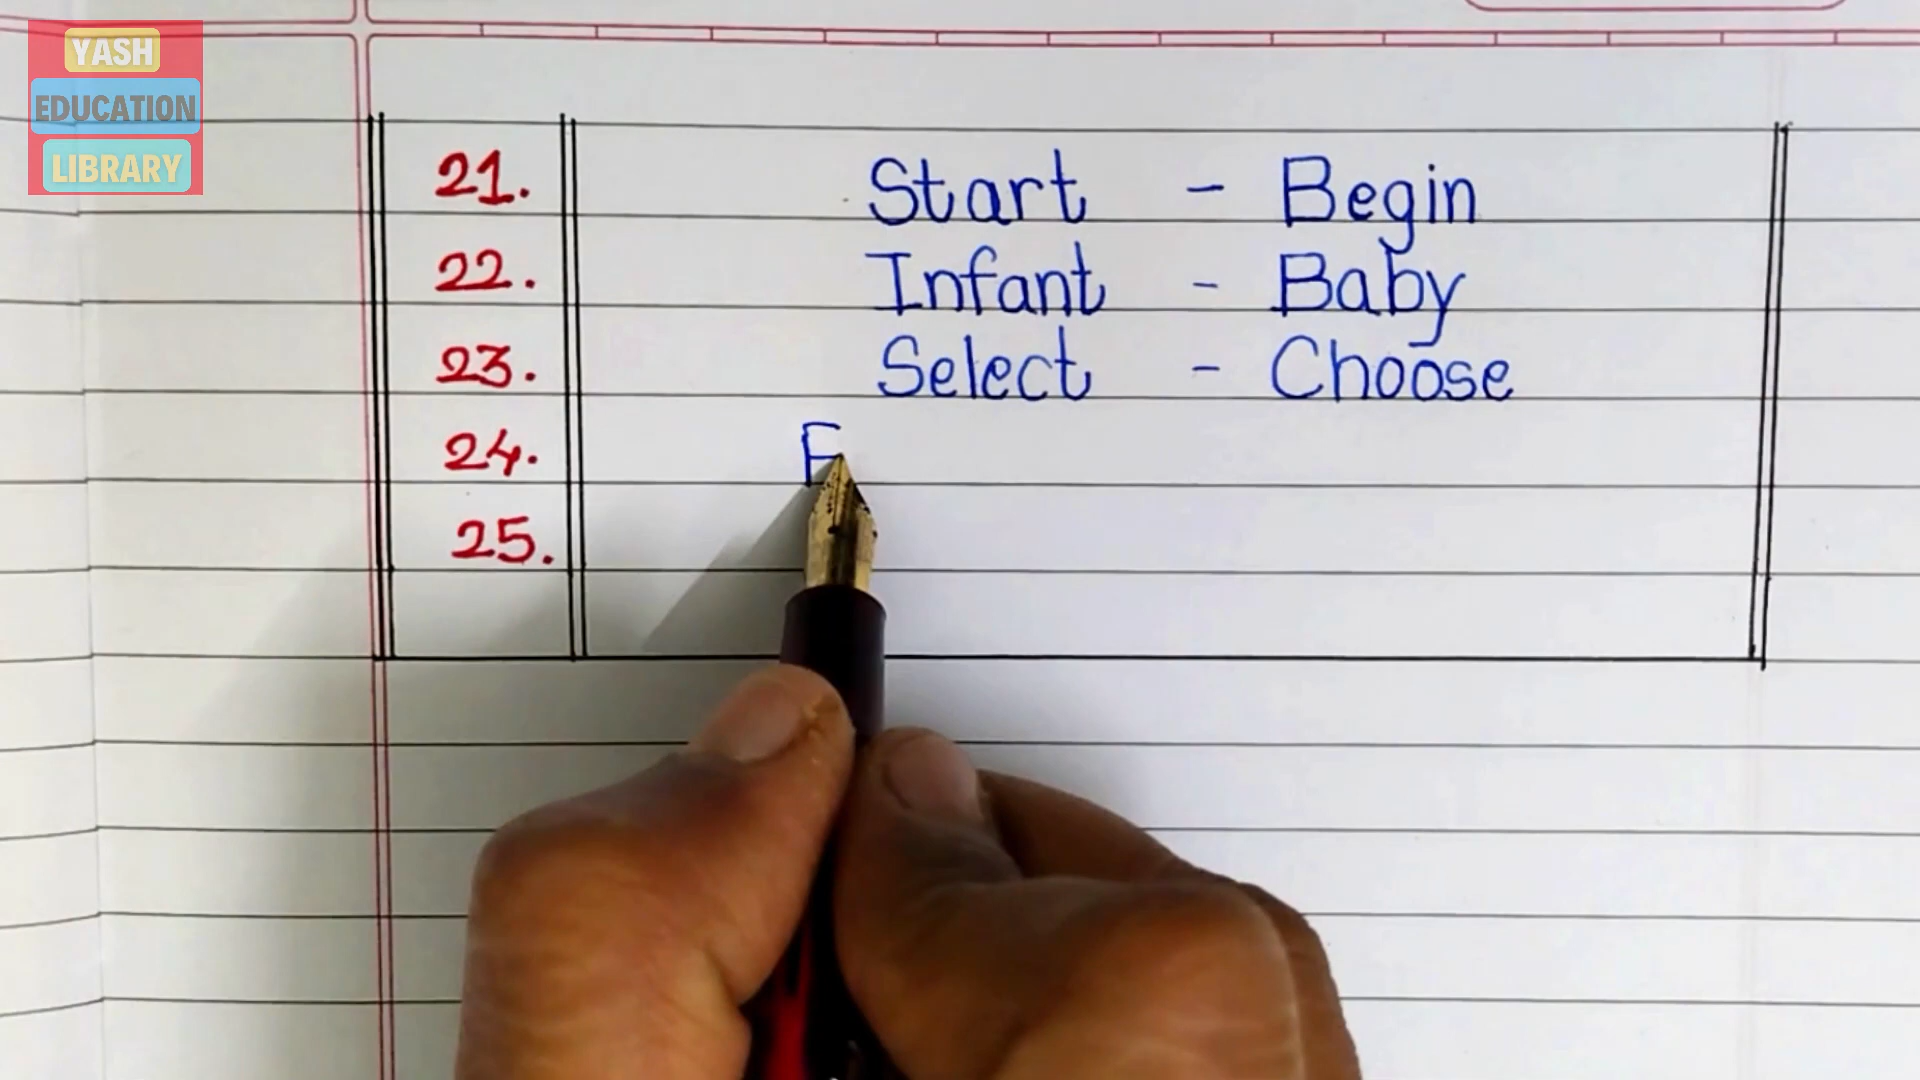 YASH
EDUCATION
LIBRARY
21. Start - Begin
22. Infant - Baby
23. Select - Choose
24. F
25.